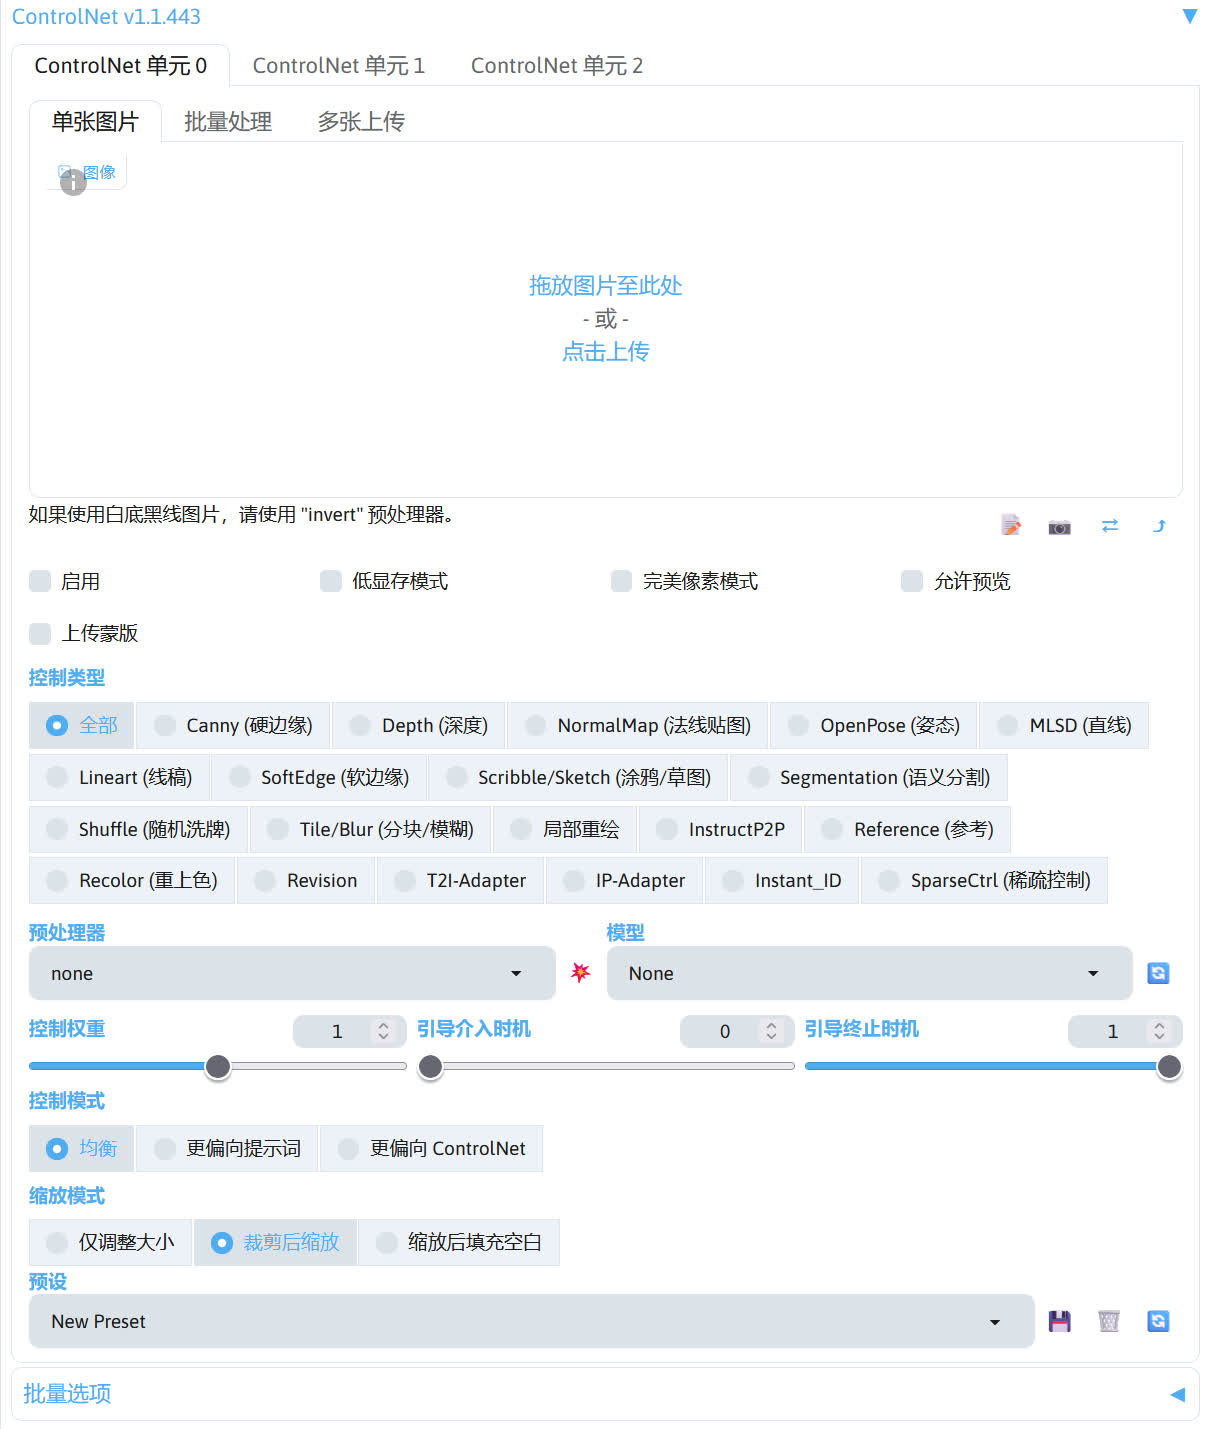 ControlNet v1.1.443
ControlNet 单元 0 ControlNet 单元 1 ControlNet 单元 2
单张图片 批量处理 多张上传
图像
拖放图片至此处
- 或 -
点击上传
如果使用白底黑线图片，请使用 "invert" 预处理器。
启用 低显存模式 完美像素模式 允许预览
上传蒙版
控制类型
全部 Canny (硬边缘) Depth (深度) NormalMap (法线贴图) OpenPose (姿态) MLSD (直线)
Lineart (线稿) SoftEdge (软边缘) Scribble/Sketch (涂鸦/草图) Segmentation (语义分割)
Shuffle (随机洗牌) Tile/Blur (分块/模糊) 局部重绘 InstructP2P Reference (参考)
Recolor (重上色) Revision T2I-Adapter IP-Adapter Instant_ID SparseCtrl (稀疏控制)
预处理器 模型
none None
控制权重 1 引导介入时机 0 引导终止时机 1
控制模式
均衡 更偏向提示词 更偏向 ControlNet
缩放模式
仅调整大小 裁剪后缩放 缩放后填充空白
预设
New Preset
批量选项